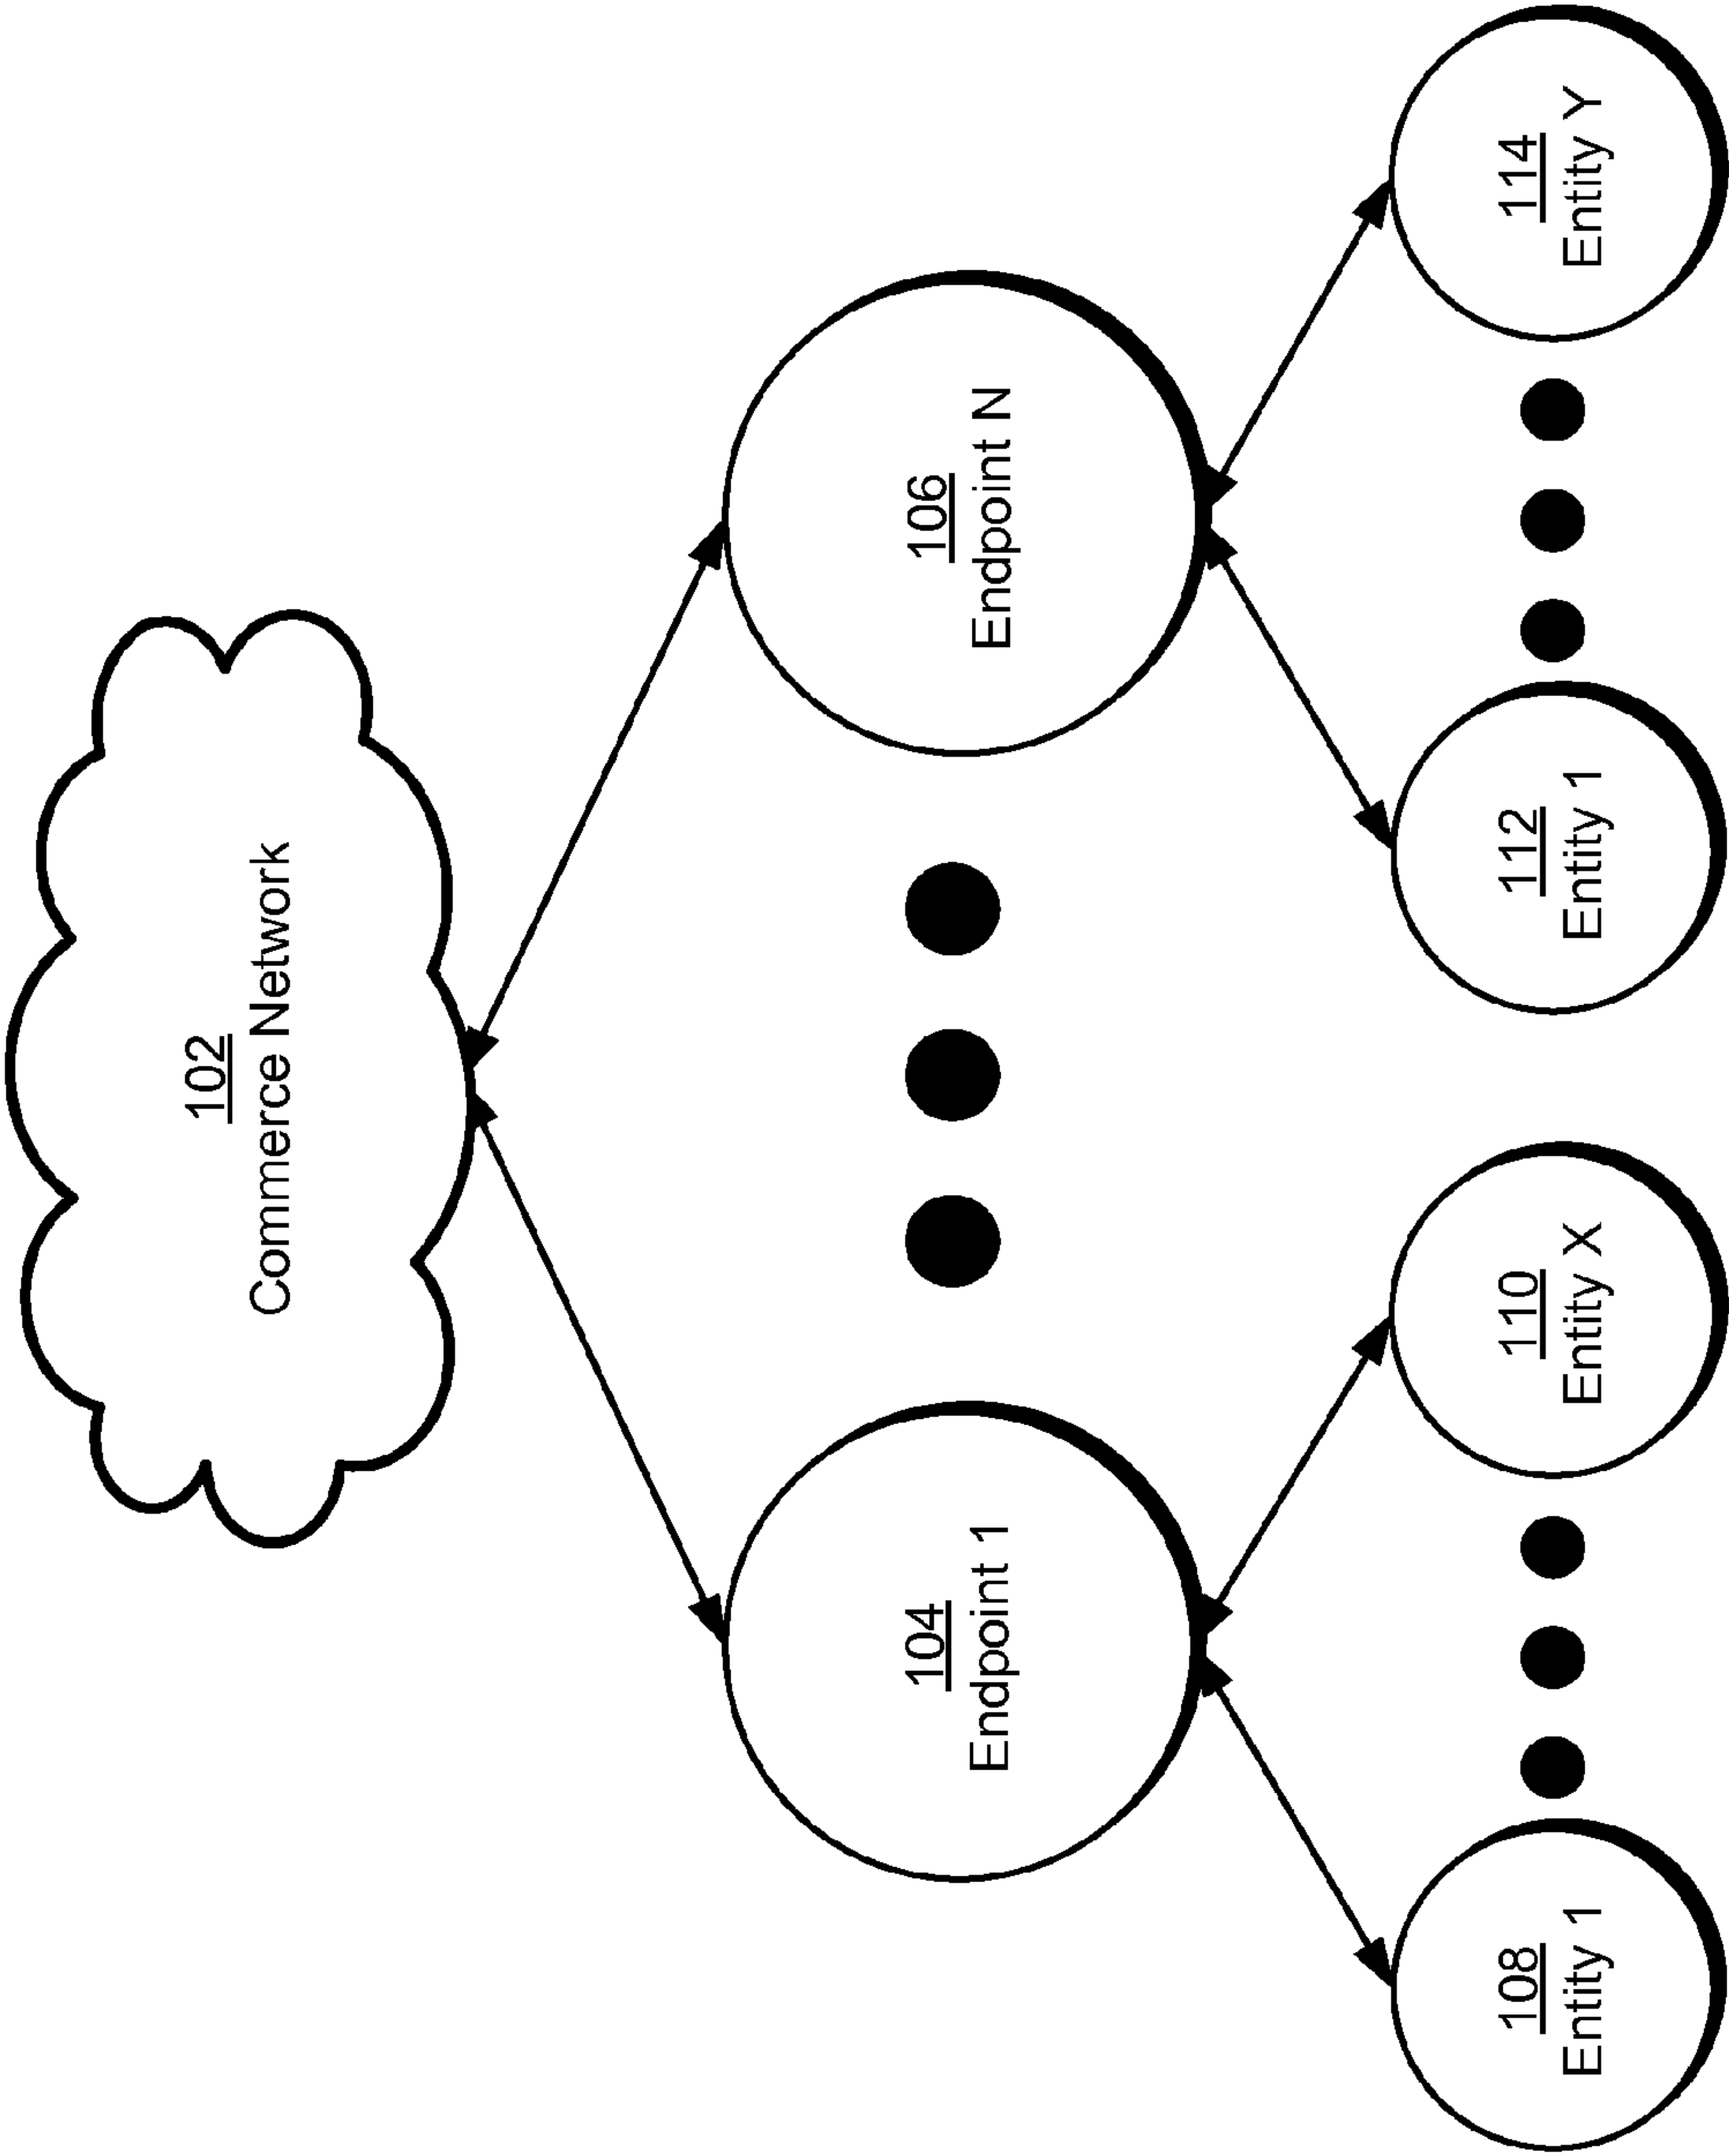 102
Commerce Network
104
Endpoint 1
106
Endpoint N
108
Entity 1
110
Entity X
112
Entity 1
114
Entity Y